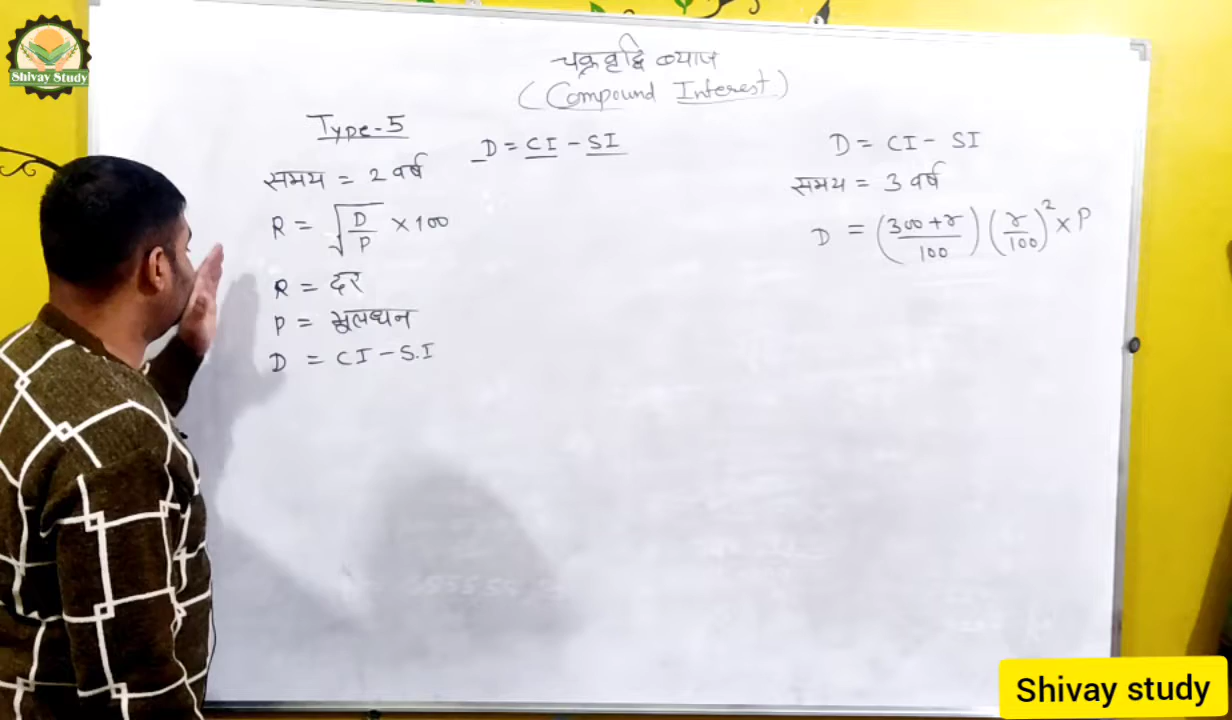 Shivay Study
चक्रवृद्धि ब्याज
(Compound Interest)
Type-5
D = CI - SI
समय = 2 वर्ष
R = √(D/P) × 100
R = दर
P = मूलधन
D = CI - S.I
D = CI - SI
समय = 3 वर्ष
D = (300+r/100) (r/100)² × P
Shivay study